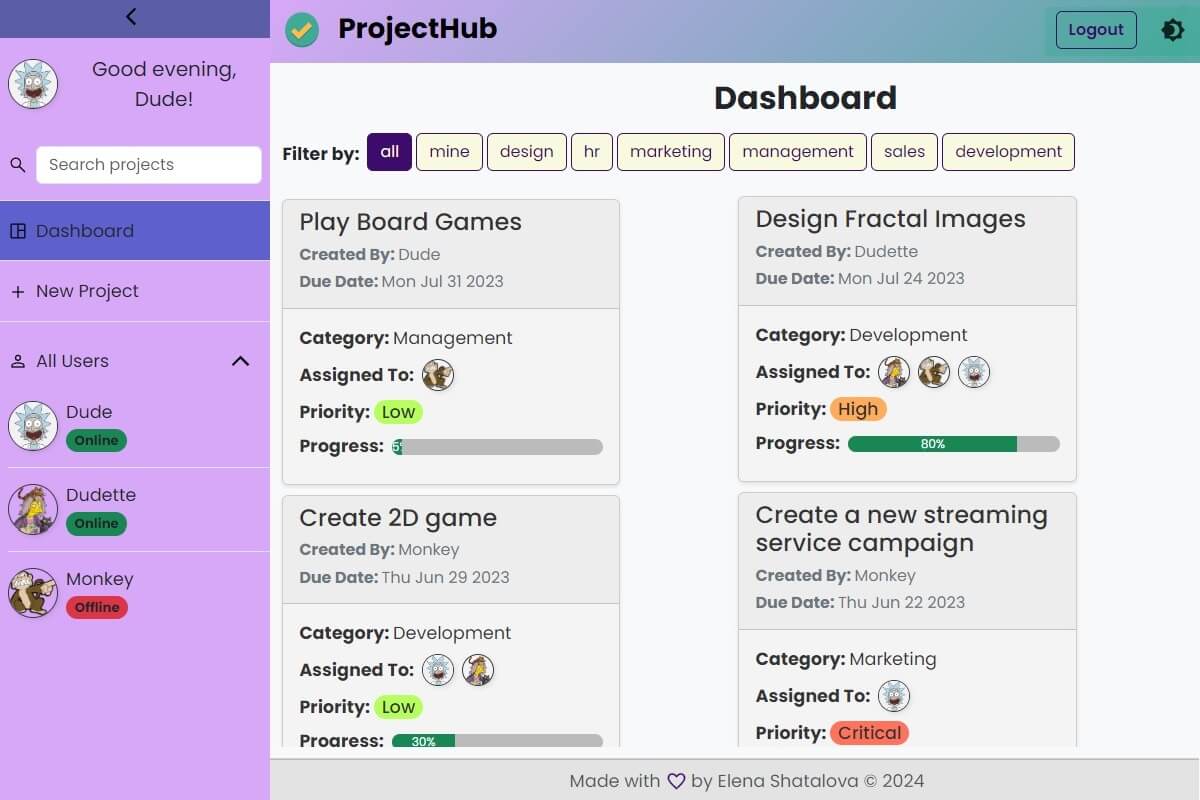 ProjectHub
Logout
Good evening,
Dude!
Search projects
Dashboard
New Project
All Users
Dude
Online
Dudette
Online
Monkey
Offline
Dashboard
Filter by: all mine design hr marketing management sales development
Play Board Games
Created By: Dude
Due Date: Mon Jul 31 2023
Category: Management
Assigned To:
Priority: Low
Progress:
Design Fractal Images
Created By: Dudette
Due Date: Mon Jul 24 2023
Category: Development
Assigned To:
Priority: High
Progress: 80%
Create 2D game
Created By: Monkey
Due Date: Thu Jun 29 2023
Category: Development
Assigned To:
Priority: Low
Progress: 30%
Create a new streaming
service campaign
Created By: Monkey
Due Date: Thu Jun 22 2023
Category: Marketing
Assigned To:
Priority: Critical
Made with by Elena Shatalova © 2024